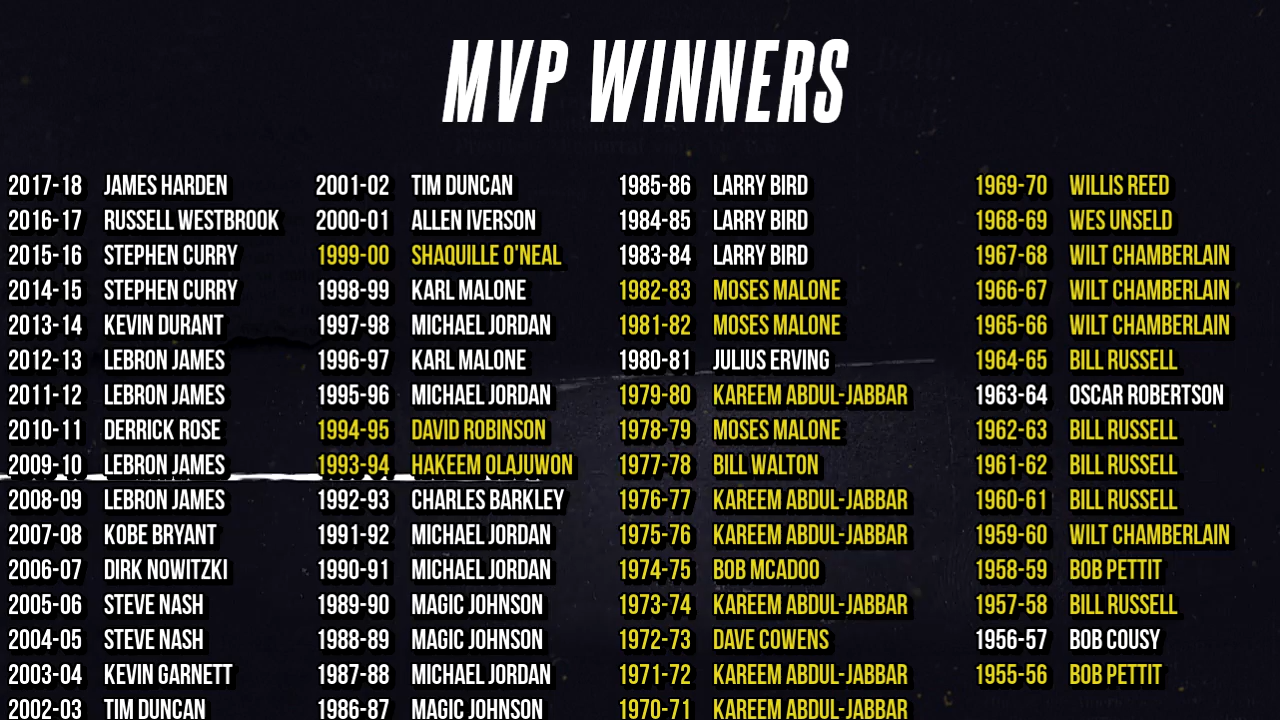 MVP WINNERS
2017-18 JAMES HARDEN
2016-17 RUSSELL WESTBROOK
2015-16 STEPHEN CURRY
2014-15 STEPHEN CURRY
2013-14 KEVIN DURANT
2012-13 LEBRON JAMES
2011-12 LEBRON JAMES
2010-11 DERRICK ROSE
2009-10 LEBRON JAMES
2008-09 LEBRON JAMES
2007-08 KOBE BRYANT
2006-07 DIRK NOWITZKI
2005-06 STEVE NASH
2004-05 STEVE NASH
2003-04 KEVIN GARNETT
2002-03 TIM DUNCAN
2001-02 TIM DUNCAN
2000-01 ALLEN IVERSON
1999-00 SHAQUILLE O'NEAL
1998-99 KARL MALONE
1997-98 MICHAEL JORDAN
1996-97 KARL MALONE
1995-96 MICHAEL JORDAN
1994-95 DAVID ROBINSON
1993-94 HAKEEM OLAJUWON
1992-93 CHARLES BARKLEY
1991-92 MICHAEL JORDAN
1990-91 MICHAEL JORDAN
1989-90 MAGIC JOHNSON
1988-89 MAGIC JOHNSON
1987-88 MICHAEL JORDAN
1986-87 MAGIC JOHNSON
1985-86 LARRY BIRD
1984-85 LARRY BIRD
1983-84 LARRY BIRD
1982-83 MOSES MALONE
1981-82 MOSES MALONE
1980-81 JULIUS ERVING
1979-80 KAREEM ABDUL-JABBAR
1978-79 MOSES MALONE
1977-78 BILL WALTON
1976-77 KAREEM ABDUL-JABBAR
1975-76 KAREEM ABDUL-JABBAR
1974-75 BOB MCADOO
1973-74 KAREEM ABDUL-JABBAR
1972-73 DAVE COWENS
1971-72 KAREEM ABDUL-JABBAR
1970-71 KAREEM ABDUL-JABBAR
1969-70 WILLIS REED
1968-69 WES UNSELD
1967-68 WILT CHAMBERLAIN
1966-67 WILT CHAMBERLAIN
1965-66 WILT CHAMBERLAIN
1964-65 BILL RUSSELL
1963-64 OSCAR ROBERTSON
1962-63 BILL RUSSELL
1961-62 BILL RUSSELL
1960-61 BILL RUSSELL
1959-60 WILT CHAMBERLAIN
1958-59 BOB PETTIT
1957-58 BILL RUSSELL
1956-57 BOB COUSY
1955-56 BOB PETTIT